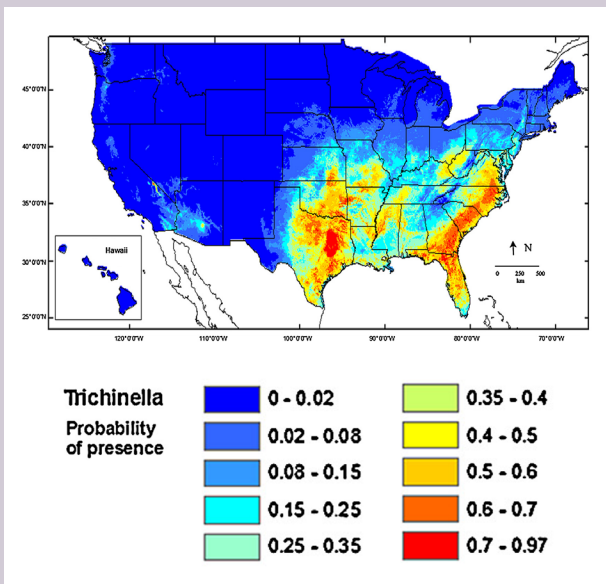 45°0'0"N
40°0'0"N
35°0'0"N
30°0'0"N
25°0'0"N
Hawaii
N
0 250 500
km
120°0'0"W 110°0'0"W 100°0'0"W 90°0'0"W 80°0'0"W 70°0'0"W
Trichinella
Probability
of presence
0 - 0.02
0.02 - 0.08
0.08 - 0.15
0.15 - 0.25
0.25 - 0.35
0.35 - 0.4
0.4 - 0.5
0.5 - 0.6
0.6 - 0.7
0.7 - 0.97